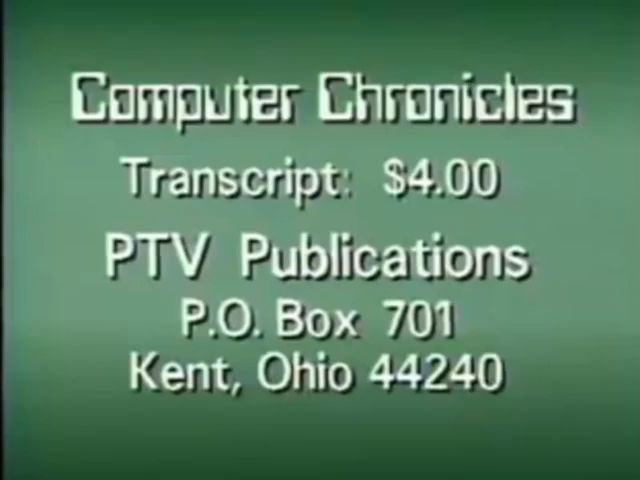 Computer Chronicles
Transcript: $4.00
PTV Publications
P.O. Box 701
Kent, Ohio 44240